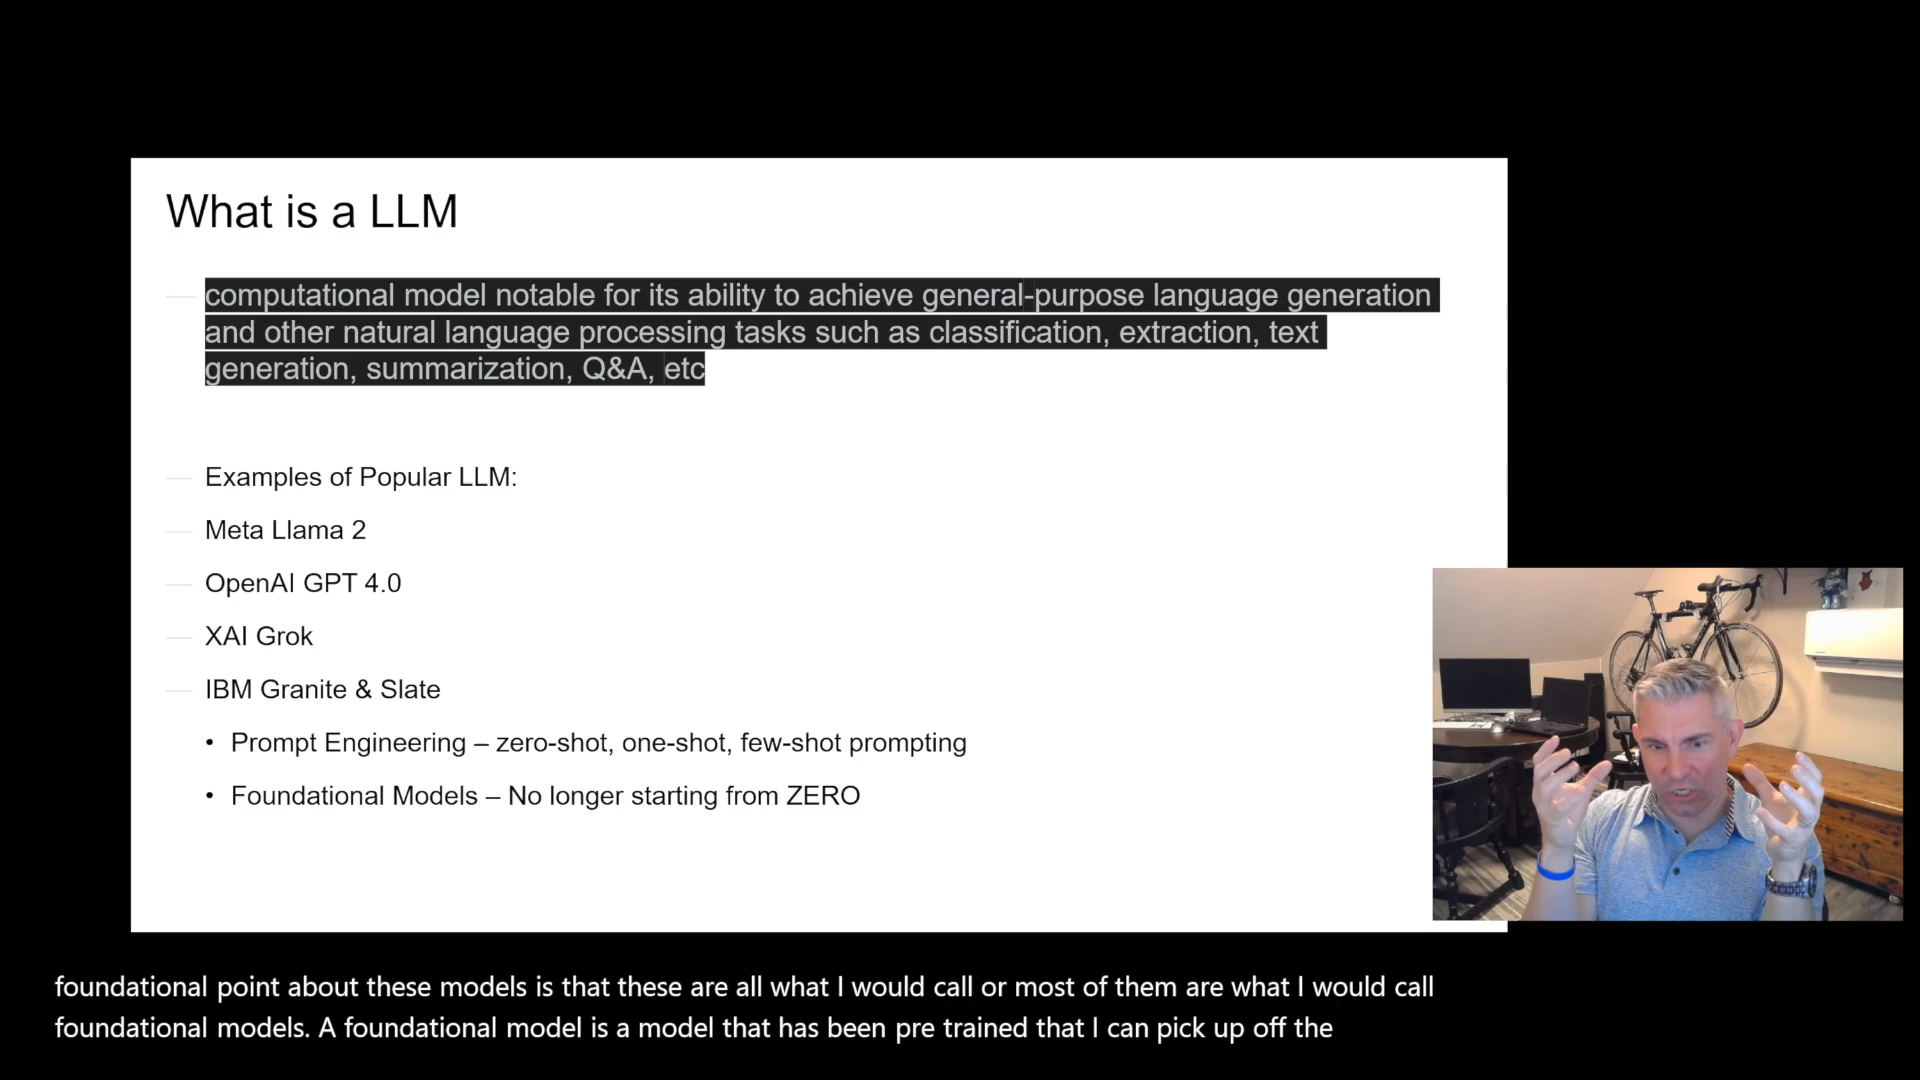 What is a LLM
computational model notable for its ability to achieve general-purpose language generation
and other natural language processing tasks such as classification, extraction, text
generation, summarization, Q&A, etc
Examples of Popular LLM:
Meta Llama 2
OpenAI GPT 4.0
XAI Grok
IBM Granite & Slate
• Prompt Engineering – zero-shot, one-shot, few-shot prompting
• Foundational Models – No longer starting from ZERO
foundational point about these models is that these are all what I would call or most of them are what I would call
foundational models. A foundational model is a model that has been pre trained that I can pick up off the